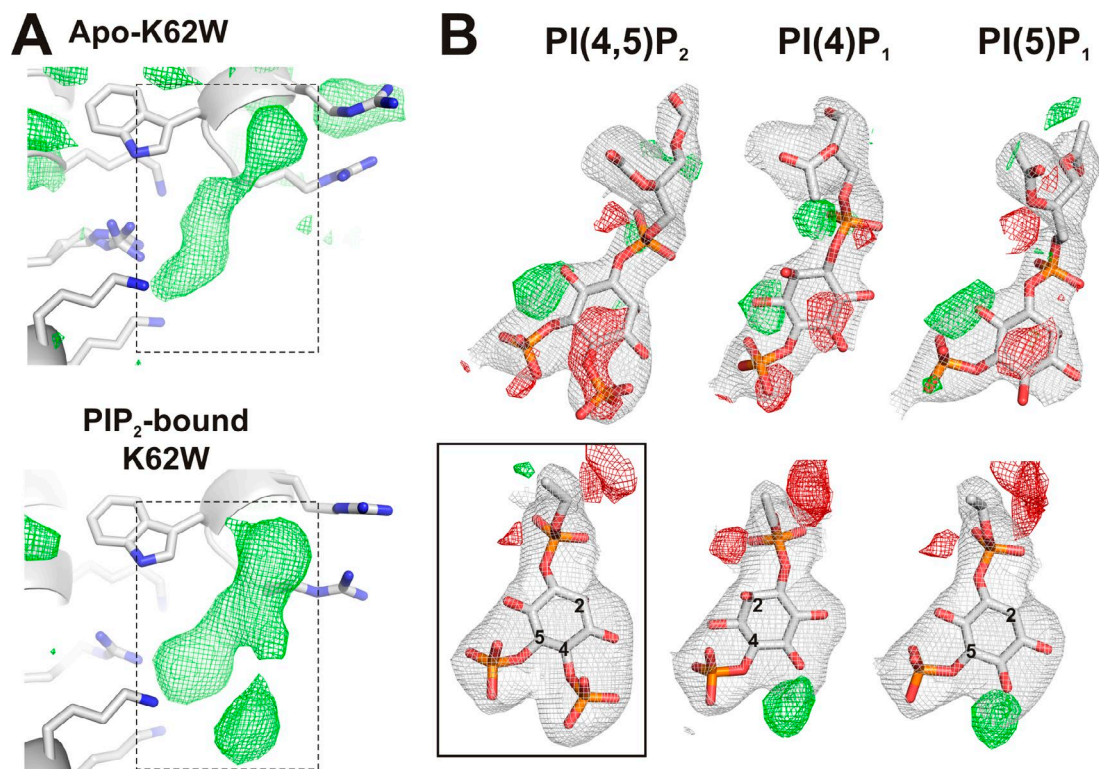 A
Apo-K62W
PIP₂-bound
K62W
B
PI(4,5)P₂
PI(4)P₁
PI(5)P₁
2
5
4
2
4
2
5